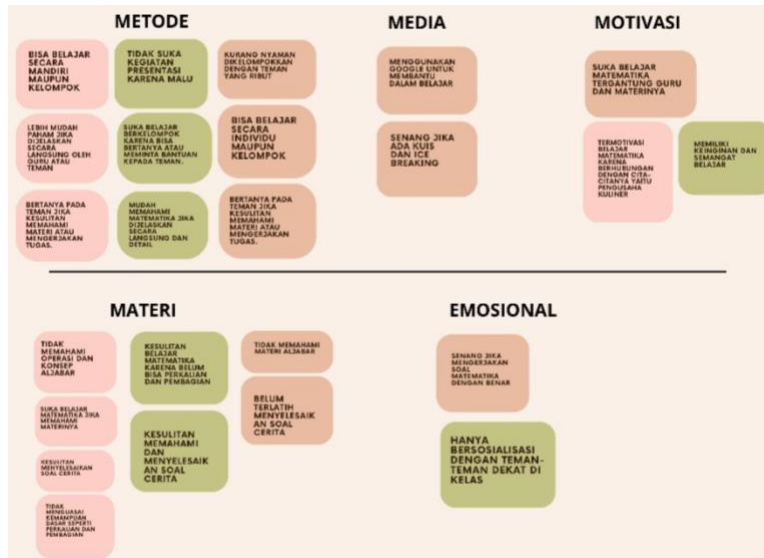 METODE
BISA BELAJAR
SECARA
MANDIRI
MAUPUN
KELOMPOK
TIDAK SUKA
KEGIATAN
PRESENTASI
KARENA MALU
KURANG NYAMAN
DIKELOMPOKKAN
DENGAN TEMAN
YANG RIBUT
LEBIH MUDAH
PAHAM JIKA
DIJELASKAN
SECARA
LANGSUNG OLEH
GURU ATAU
TEMAN
SUKA BELAJAR
BERKELOMPOK
KARENA BISA
BERTANYA ATAU
MEMINTA BANTUAN
KEPADA TEMAN.
BISA BELAJAR
SECARA
INDIVIDU
MAUPUN
KELOMPOK
BERTANYA PADA
TEMAN JIKA
KESULITAN
MEMAHAMI
MATERI ATAU
MENGERJAKAN
TUGAS.
MUDAH
MEMAHAMI
MATEMATIKA JIKA
DIJELASKAN
SECARA
LANGSUNG DAN
DETAIL
BERTANYA PADA
TEMAN JIKA
KESULITAN
MEMAHAMI
MATERI ATAU
MENGERJAKAN
TUGAS.
MEDIA
MENGGUNAKAN
GOOGLE UNTUK
MEMBANTU
DALAM BELAJAR
SENANG JIKA
ADA KUIS
DAN ICE
BREAKING
MOTIVASI
SUKA BELAJAR
MATEMATIKA
TERGANTUNG GURU
DAN MATERINYA
TERMOTIVASI
BELAJAR
MATEMATIKA
KARENA
BERHUBUNGAN
DENGAN CITA-
CITANYA YAITU
PENGUSAHA
KULINER
MEMILIKI
KEINGINAN DAN
SEMANGAT
BELAJAR
MATERI
TIDAK
MEMAHAMI
OPERASI DAN
KONSEP
ALJABAR
KESULITAN
BELAJAR
MATEMATIKA
KARENA BELUM
BISA PERKALIAN
DAN PEMBAGIAN
TIDAK MEMAHAMI
MATERI ALJABAR
SUKA BELAJAR
MATEMATIKA JIKA
MEMAHAMI
MATERINYA
KESULITAN
MEMAHAMI
DAN
MENYELESAIK
AN SOAL
CERITA
BELUM
TERLATIH
MENYELESAIK
AN SOAL
CERITA
KESULITAN
MENYELESAIKAN
SOAL CERITA
TIDAK
MENGUASAI
KEMAMPUAN
DASAR SEPERTI
PERKALIAN DAN
PEMBAGIAN
EMOSIONAL
SENANG JIKA
MENGERJAKAN
SOAL
MATEMATIKA
DENGAN BENAR
HANYA
BERSOSIALISASI
DENGAN TEMAN-
TEMAN DEKAT DI
KELAS